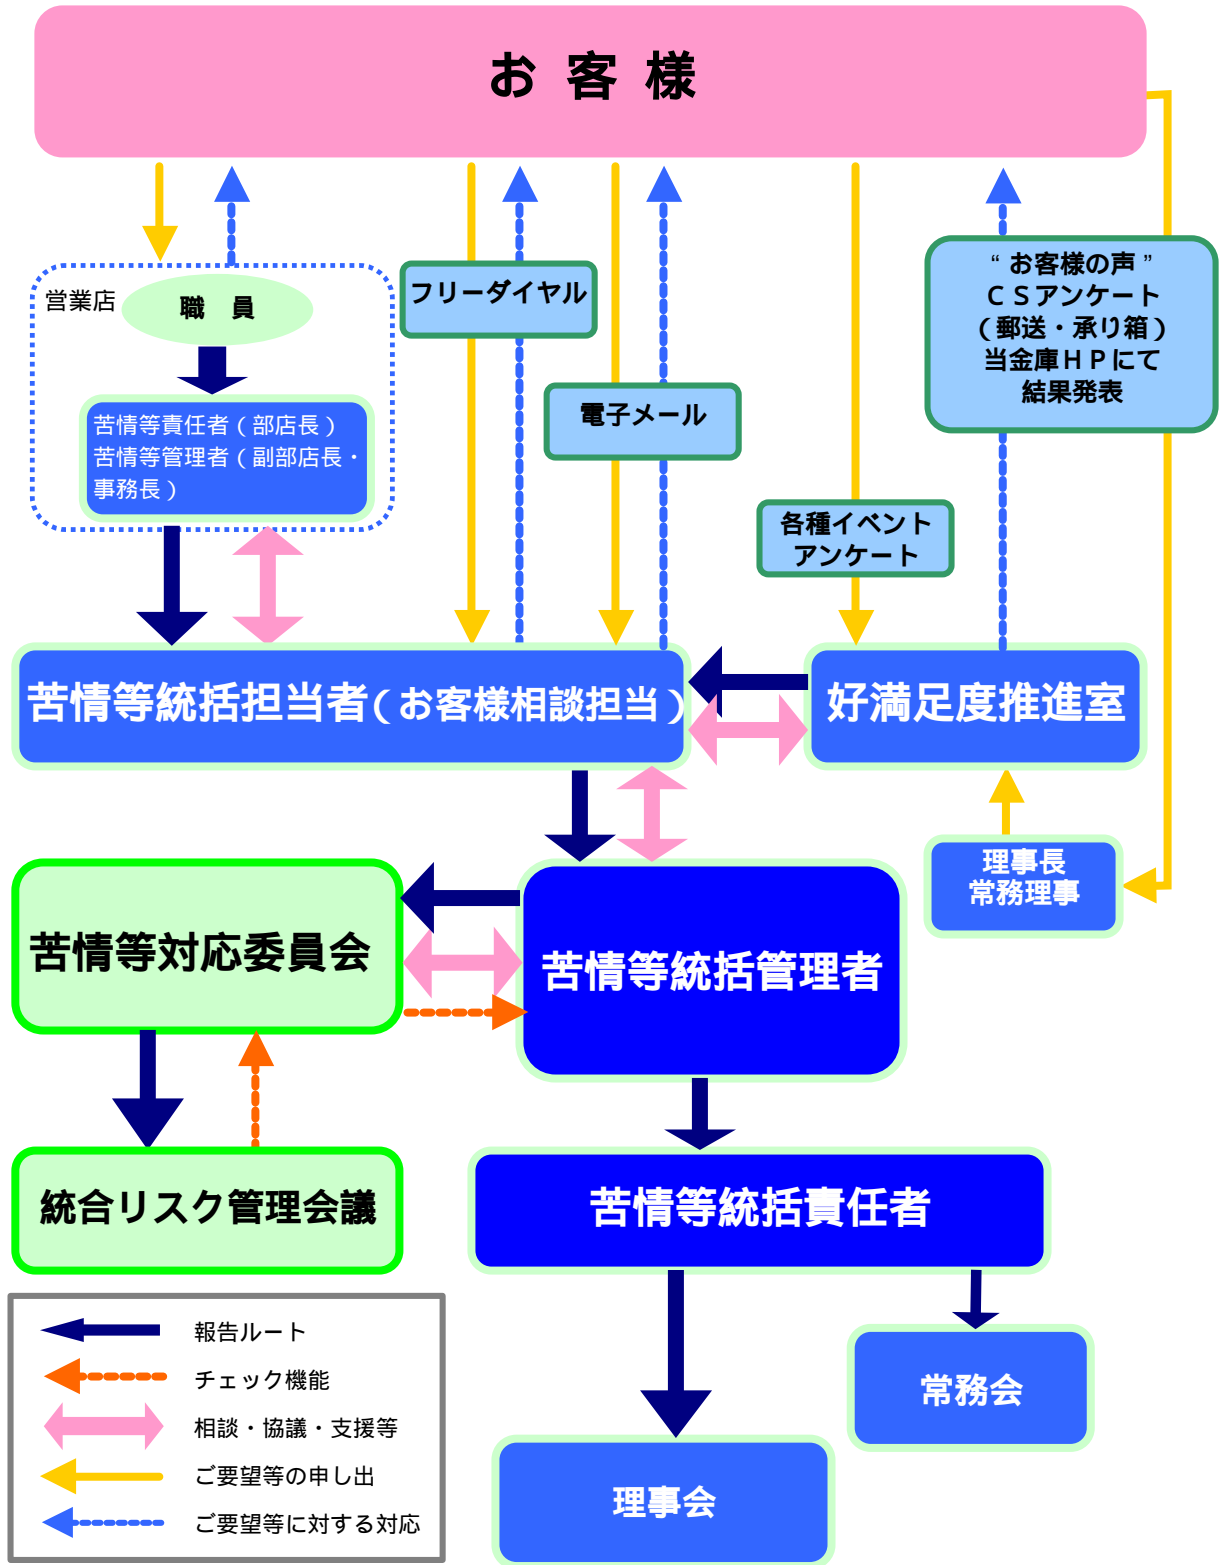 お 客 様
営業店
職 員
苦情等責任者（部店長）
苦情等管理者（副部店長・
事務長）
フリーダイヤル
電子メール
各種イベント
アンケート
“お客様の声”
ＣＳアンケート
（郵送・承り箱）
当金庫ＨＰにて
結果発表
苦情等統括担当者（お客様相談担当）
好満足度推進室
理事長
常務理事
苦情等対応委員会
苦情等統括管理者
統合リスク管理会議
苦情等統括責任者
常務会
理事会
報告ルート
チェック機能
相談・協議・支援等
ご要望等の申し出
ご要望等に対する対応